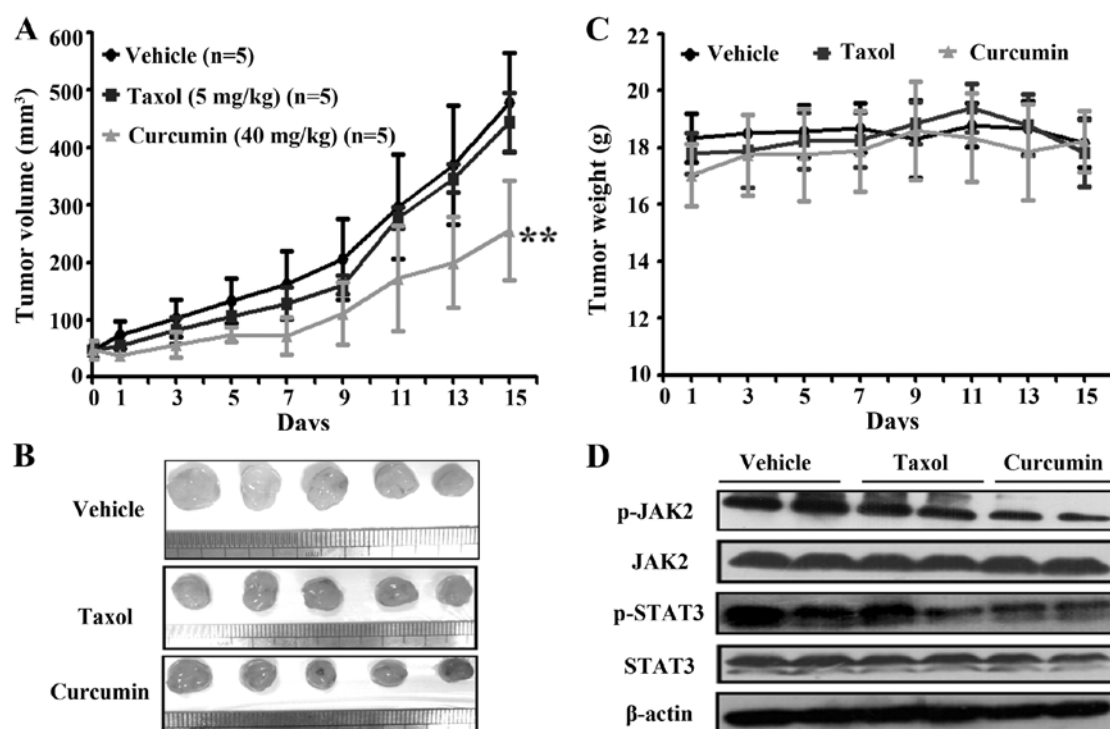 A
Tumor volume (mm³)
600
500
400
300
200
100
0
Vehicle (n=5)
Taxol (5 mg/kg) (n=5)
Curcumin (40 mg/kg) (n=5)
**
0 1 3 5 7 9 11 13 15
Days
C
Tumor weight (g)
22
20
18
16
14
12
10
Vehicle Taxol Curcumin
0 1 3 5 7 9 11 13 15
Days
B
Vehicle
Taxol
Curcumin
D
Vehicle Taxol Curcumin
p-JAK2
JAK2
p-STAT3
STAT3
β-actin